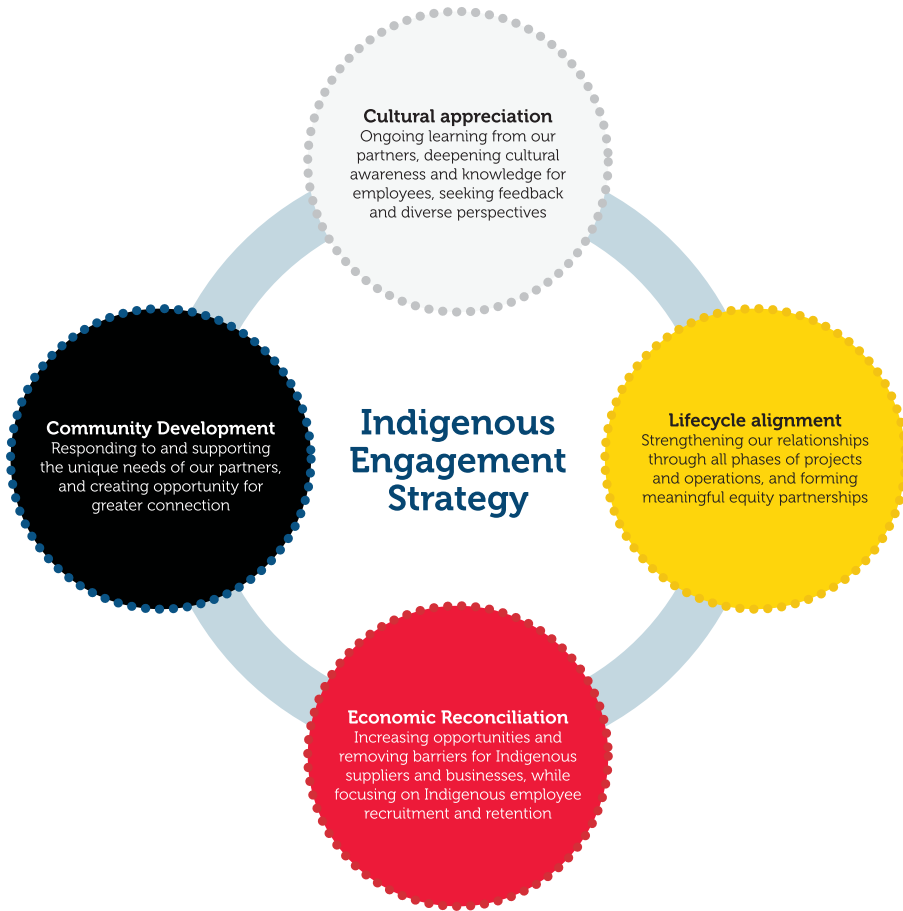 Cultural appreciation
Ongoing learning from our
partners, deepening cultural
awareness and knowledge for
employees, seeking feedback
and diverse perspectives
Community Development
Responding to and supporting
the unique needs of our partners,
and creating opportunity for
greater connection
Indigenous
Engagement
Strategy
Lifecycle alignment
Strengthening our relationships
through all phases of projects
and operations, and forming
meaningful equity partnerships
Economic Reconciliation
Increasing opportunities and
removing barriers for Indigenous
suppliers and businesses, while
focusing on Indigenous employee
recruitment and retention